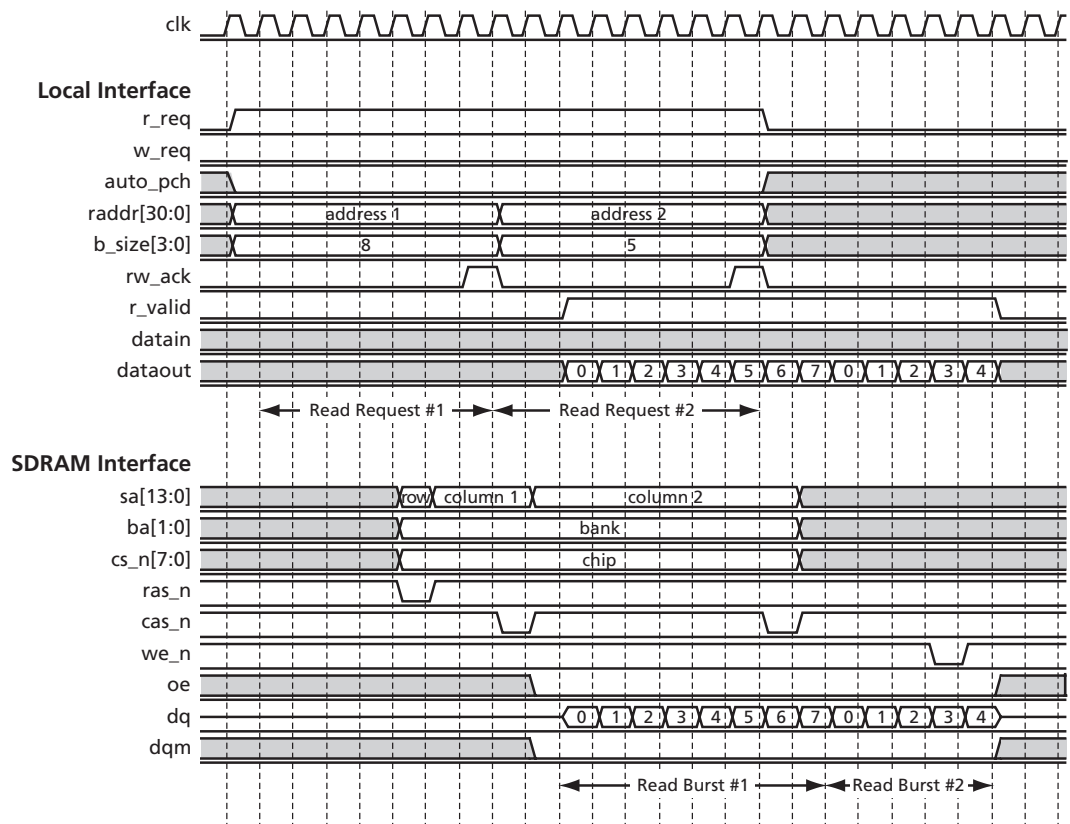 clk
Local Interface
r_req
w_req
auto_pch
raddr[30:0] address 1 address 2
b_size[3:0] 8 5
rw_ack
r_valid
datain
dataout 0 1 2 3 4 5 6 7 0 1 2 3 4
Read Request #1 Read Request #2
SDRAM Interface
sa[13:0] row column 1 column 2
ba[1:0] bank
cs_n[7:0] chip
ras_n
cas_n
we_n
oe
dq 0 1 2 3 4 5 6 7 0 1 2 3 4
dqm
Read Burst #1 Read Burst #2